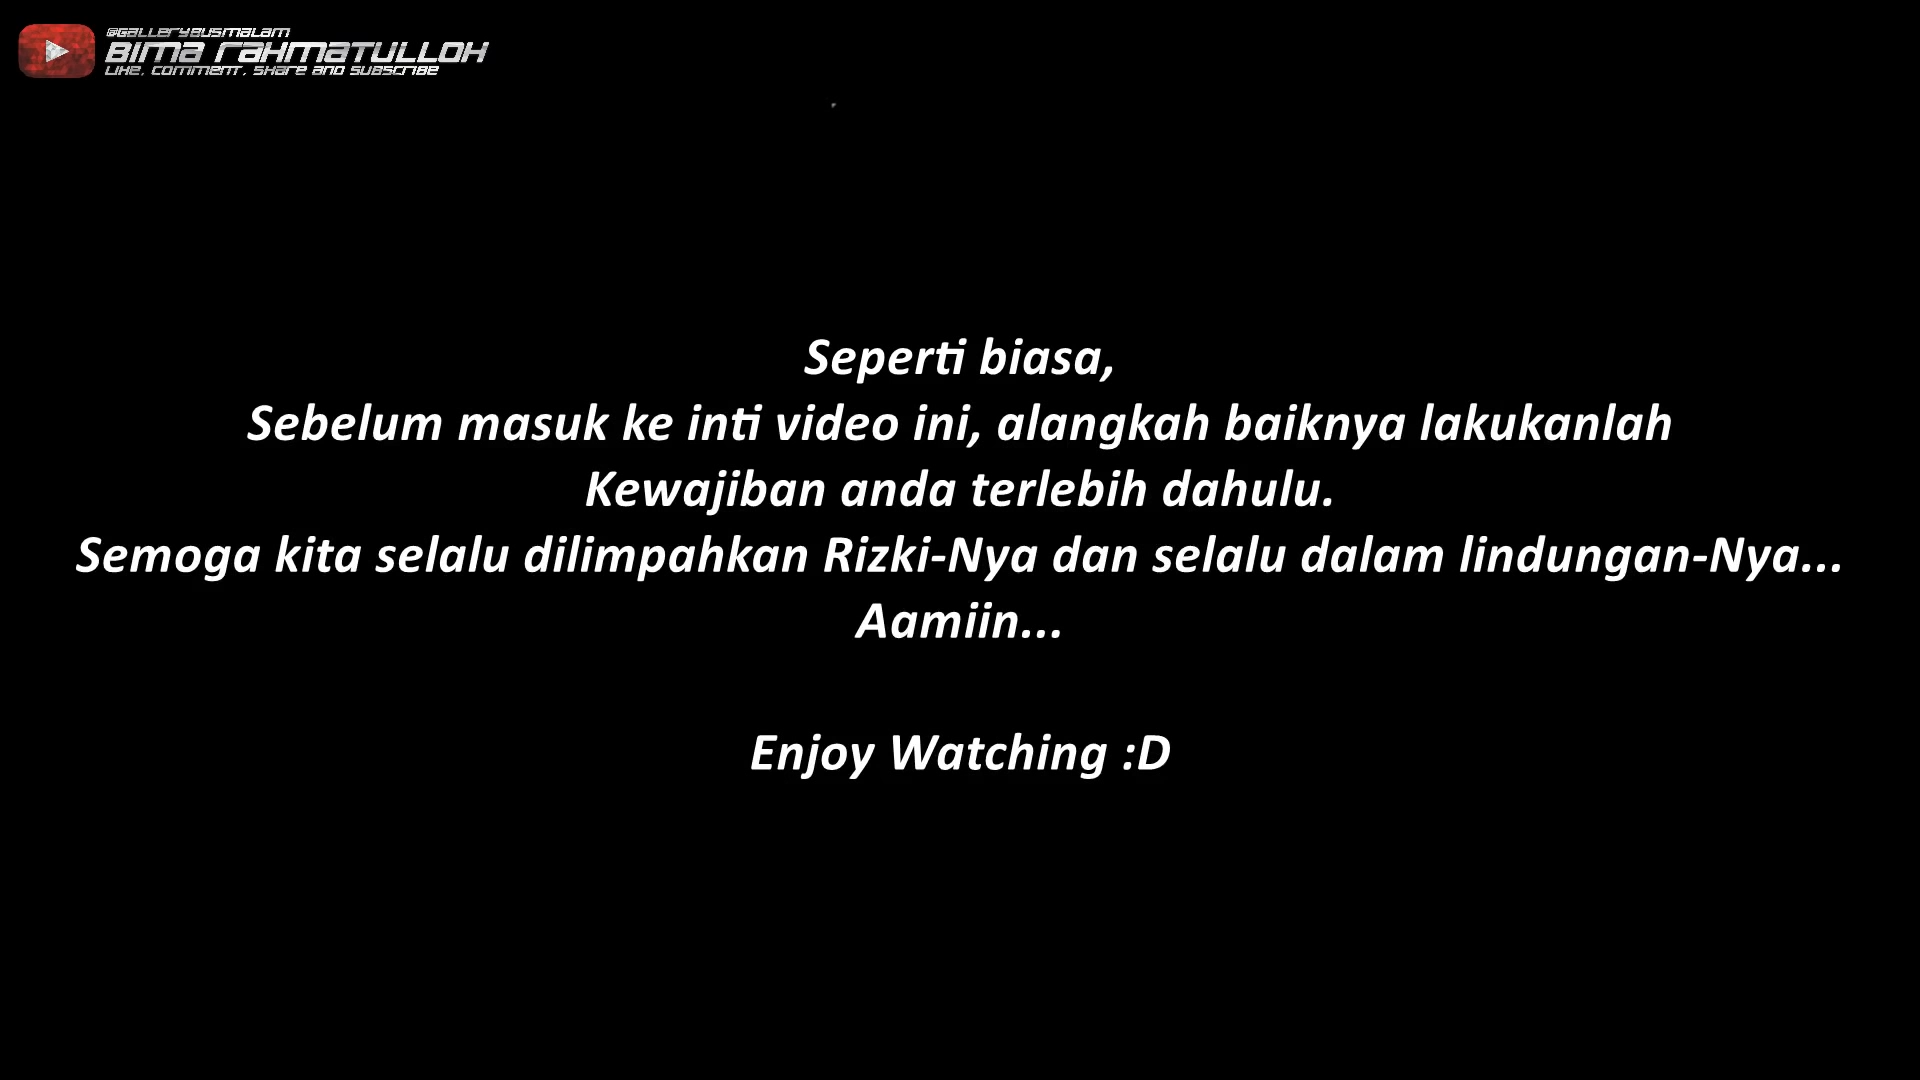 @GALLERYBUSMALAM
BIMA RAHMATULLOH
LIKE, COMMENT, SHARE AND SUBSCRIBE
Seperti biasa,
Sebelum masuk ke inti video ini, alangkah baiknya lakukanlah
Kewajiban anda terlebih dahulu.
Semoga kita selalu dilimpahkan Rizki-Nya dan selalu dalam lindungan-Nya...
Aamiin...
Enjoy Watching :D